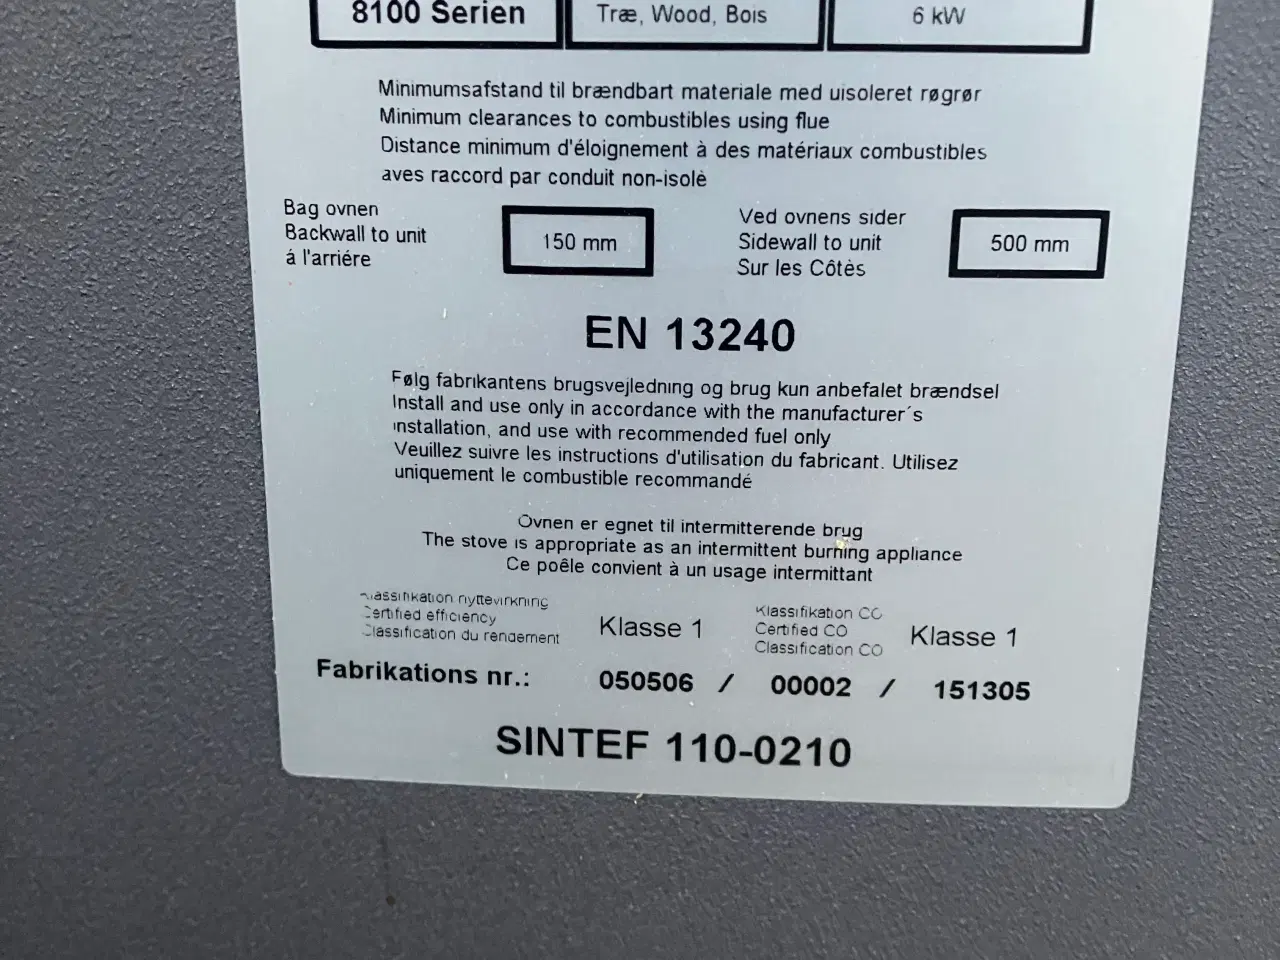 8100 Serien Træ, Wood, Bois 6 kW
Minimumsafstand til brændbart materiale med uisoleret røgrør
Minimum clearances to combustibles using flue
Distance minimum d'éloignement à des matériaux combustibles
aves raccord par conduit non-isolè
Bag ovnen
Backwall to unit
á l'arriére
150 mm
Ved ovnens sider
Sidewall to unit
Sur les Côtès
500 mm
EN 13240
Følg fabrikantens brugsvejledning og brug kun anbefalet brændsel
Install and use only in accordance with the manufacturer´s
installation, and use with recommended fuel only
Veuillez suivre les instructions d'utilisation du fabricant. Utilisez
uniquement le combustible recommandé
Ovnen er egnet til intermitterende brug
The stove is appropriate as an intermittent burning appliance
Ce poêle convient à un usage intermittant
Klassifikation nyttevirkning
Certified efficiency
Classification du rendement
Klasse 1
Klassifikation CO
Certified CO
Classification CO
Klasse 1
Fabrikations nr.: 050506 / 00002 / 151305
SINTEF 110-0210